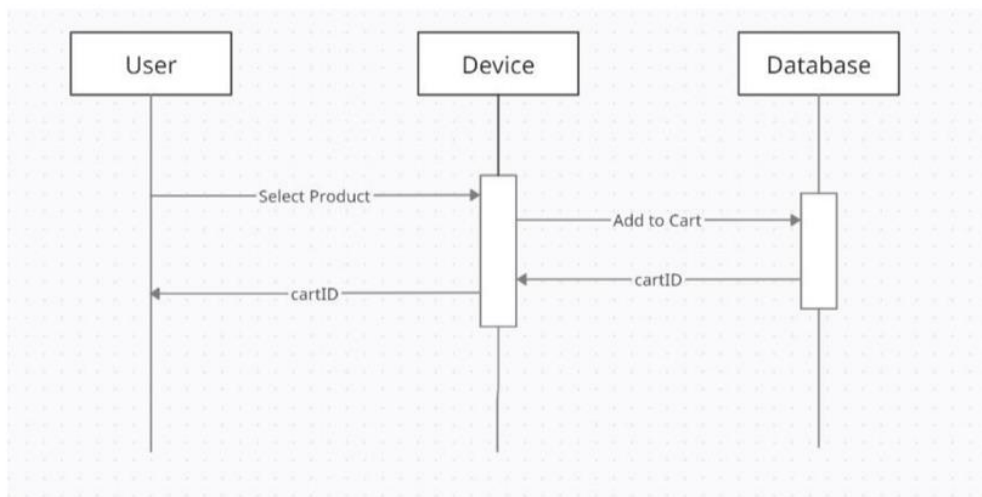 User
Device
Database
Select Product
Add to Cart
cartID
cartID